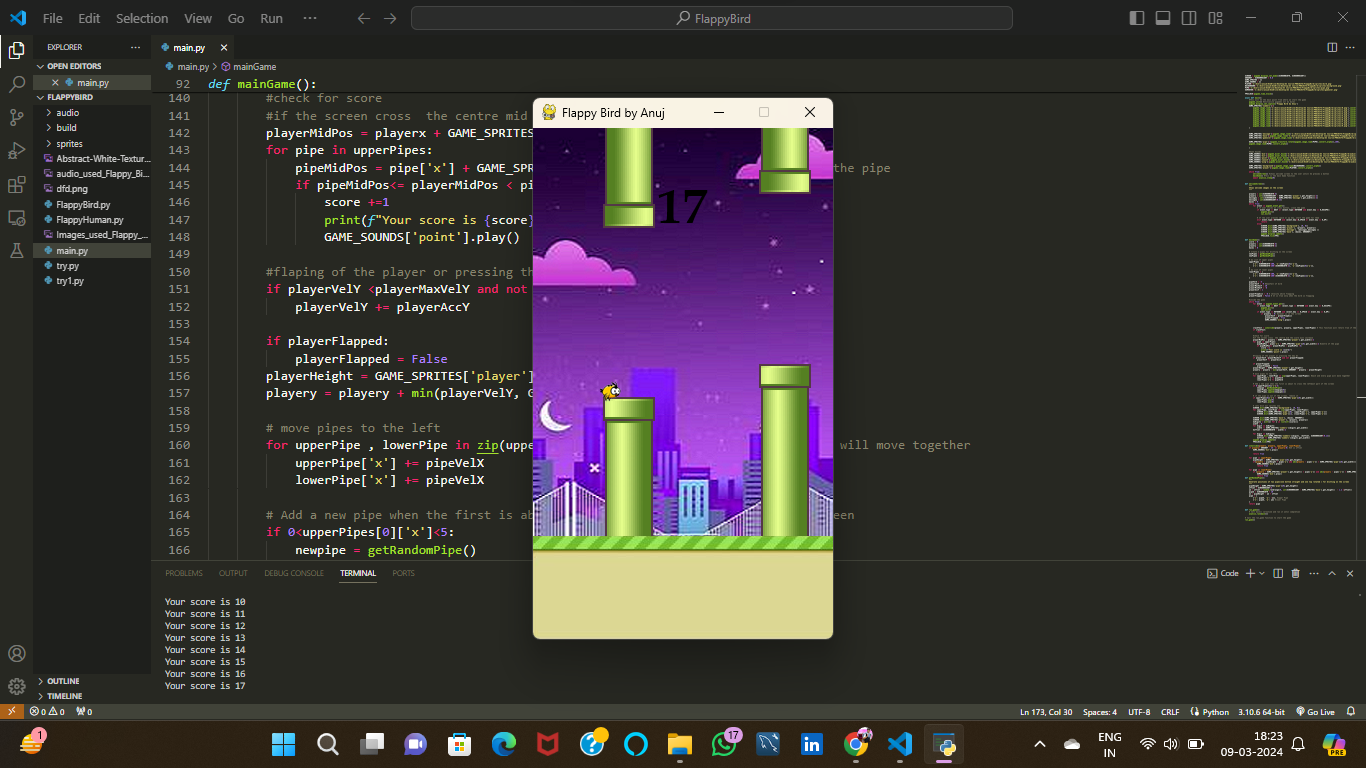 File Edit Selection View Go Run ··· FlappyBird
EXPLORER ···
OPEN EDITORS
main.py
FLAPPYBIRD
audio
build
sprites
Abstract-White-Textur...
audio_used_Flappy_Bi...
dfd.png
FlappyBird.py
FlappyHuman.py
Images_used_Flappy_...
main.py
try.py
try1.py
OUTLINE
TIMELINE
main.py
main.py > mainGame
92 def mainGame():
140 #check for score
141 #if the screen cross the centre mid
142 playerMidPos = playerx + GAME_SPRITES
143 for pipe in upperPipes:
144 pipeMidPos = pipe['x'] + GAME_SPR the pipe
145 if pipeMidPos<= playerMidPos < pi
146 score +=1
147 print(f"Your score is {score}
148 GAME_SOUNDS['point'].play()
149
150 #flaping of the player or pressing th
151 if playerVelY <playerMaxVelY and not
152 playerVelY += playerAccY
153
154 if playerFlapped:
155 playerFlapped = False
156 playerHeight = GAME_SPRITES['player']
157 playery = playery + min(playerVelY, G
158
159 # move pipes to the left
160 for upperPipe , lowerPipe in zip(uppe will move together
161 upperPipe['x'] += pipeVelX
162 lowerPipe['x'] += pipeVelX
163
164 # Add a new pipe when the first is ab een
165 if 0<upperPipes[0]['x']<5:
166 newpipe = getRandomPipe()
Flappy Bird by Anuj
17
PROBLEMS OUTPUT DEBUG CONSOLE TERMINAL PORTS
Code
Your score is 10
Your score is 11
Your score is 12
Your score is 13
Your score is 14
Your score is 15
Your score is 16
Your score is 17
0 0 0 Ln 173, Col 30 Spaces: 4 UTF-8 CRLF Python 3.10.6 64-bit Go Live
1
17
in
ENG
IN
18:23
09-03-2024
PRE